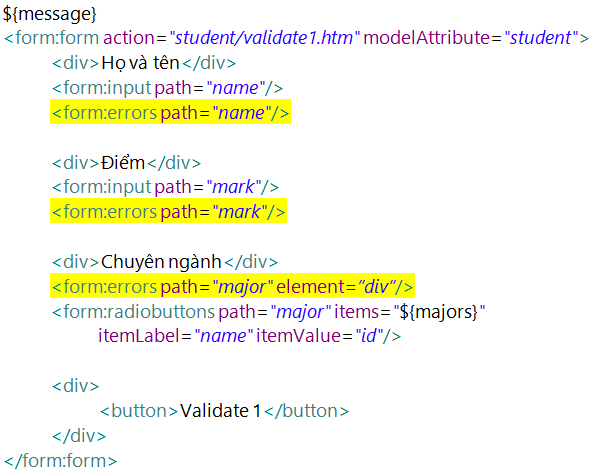 ${message}
<form:form action="student/validate1.htm" modelAttribute="student">
<div>Họ và tên</div>
<form:input path="name"/>
<form:errors path="name"/>
<div>Điểm</div>
<form:input path="mark"/>
<form:errors path="mark"/>
<div>Chuyên ngành</div>
<form:errors path="major" element=”div”/>
<form:radiobuttons path="major" items="${majors}"
itemLabel="name" itemValue="id"/>
<div>
<button>Validate 1</button>
</div>
</form:form>